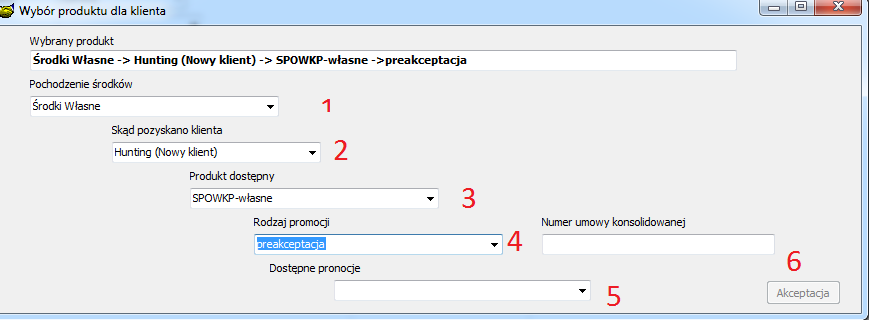 Wybór produktu dla klienta
Wybrany produkt
Środki Własne -> Hunting (Nowy klient) -> SPOWKP-własne ->preakceptacja
Pochodzenie środków
Środki Własne 1
Skąd pozyskano klienta
Hunting (Nowy klient) 2
Produkt dostępny
SPOWKP-własne 3
Rodzaj promocji Numer umowy konsolidowanej
preakceptacja 4
Dostępne pronocje 6
5 Akceptacja